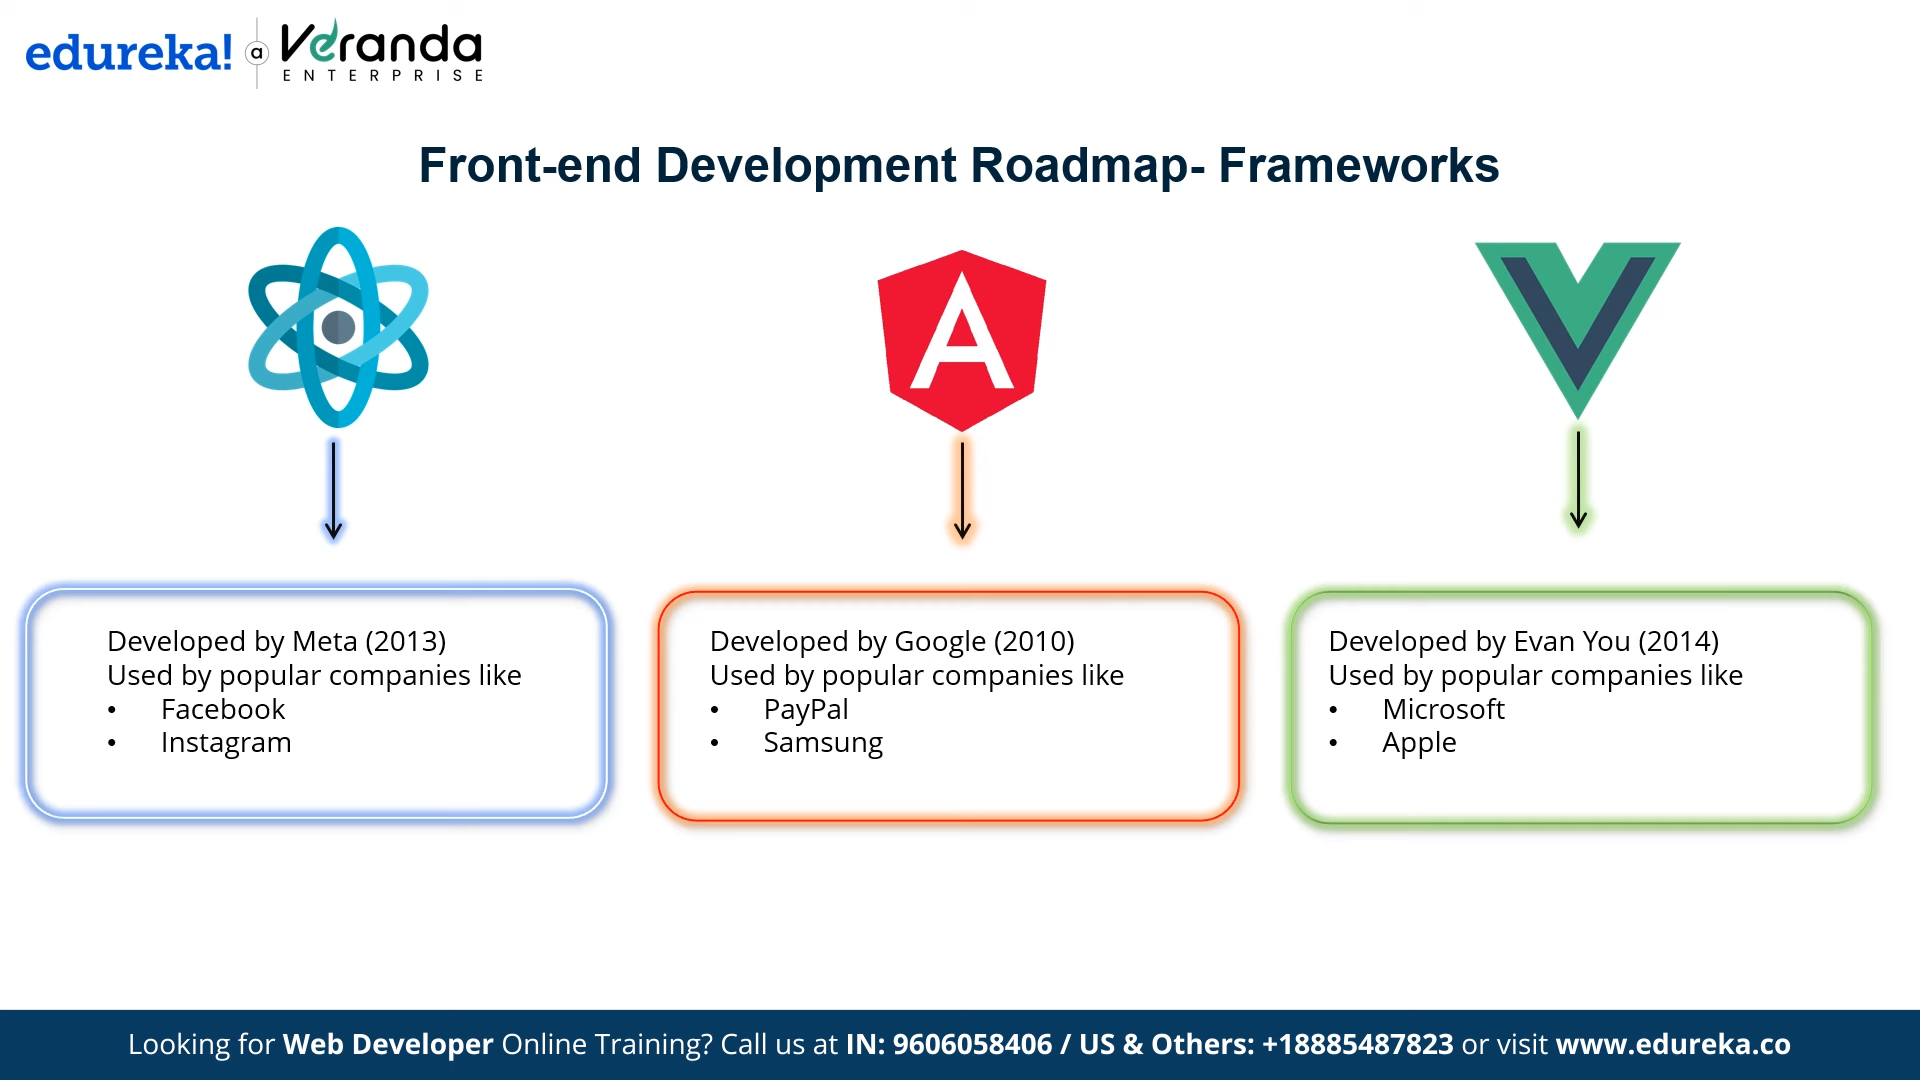 edureka! a Veranda
ENTERPRISE
Front-end Development Roadmap- Frameworks
Developed by Meta (2013)
Used by popular companies like
• Facebook
• Instagram
Developed by Google (2010)
Used by popular companies like
• PayPal
• Samsung
Developed by Evan You (2014)
Used by popular companies like
• Microsoft
• Apple
Looking for Web Developer Online Training? Call us at IN: 9606058406 / US & Others: +18885487823 or visit www.edureka.co